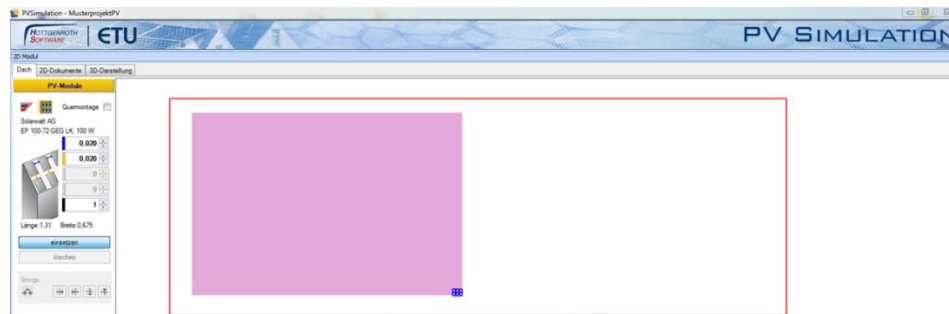 PVSimulation - MusterprojektPV
HOTTGENROTH SOFTWARE | ETU
PV SIMULATION
2D Modul
Dach 2D-Dokumente 3D-Darstellung
PV-Module
Quermontage
Solarwatt AG
EP 100-72 GEG LK, 100 W
0,020
0,020
0
0
1
Länge:1,31 Breite:0,675
einsetzen
löschen
Strings